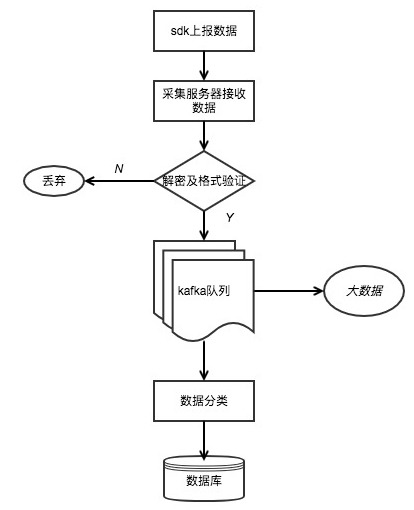 sdk上报数据
采集服务器接收
数据
N
丢弃
解密及格式验证
Y
kafka队列
大数据
数据分类
数据库